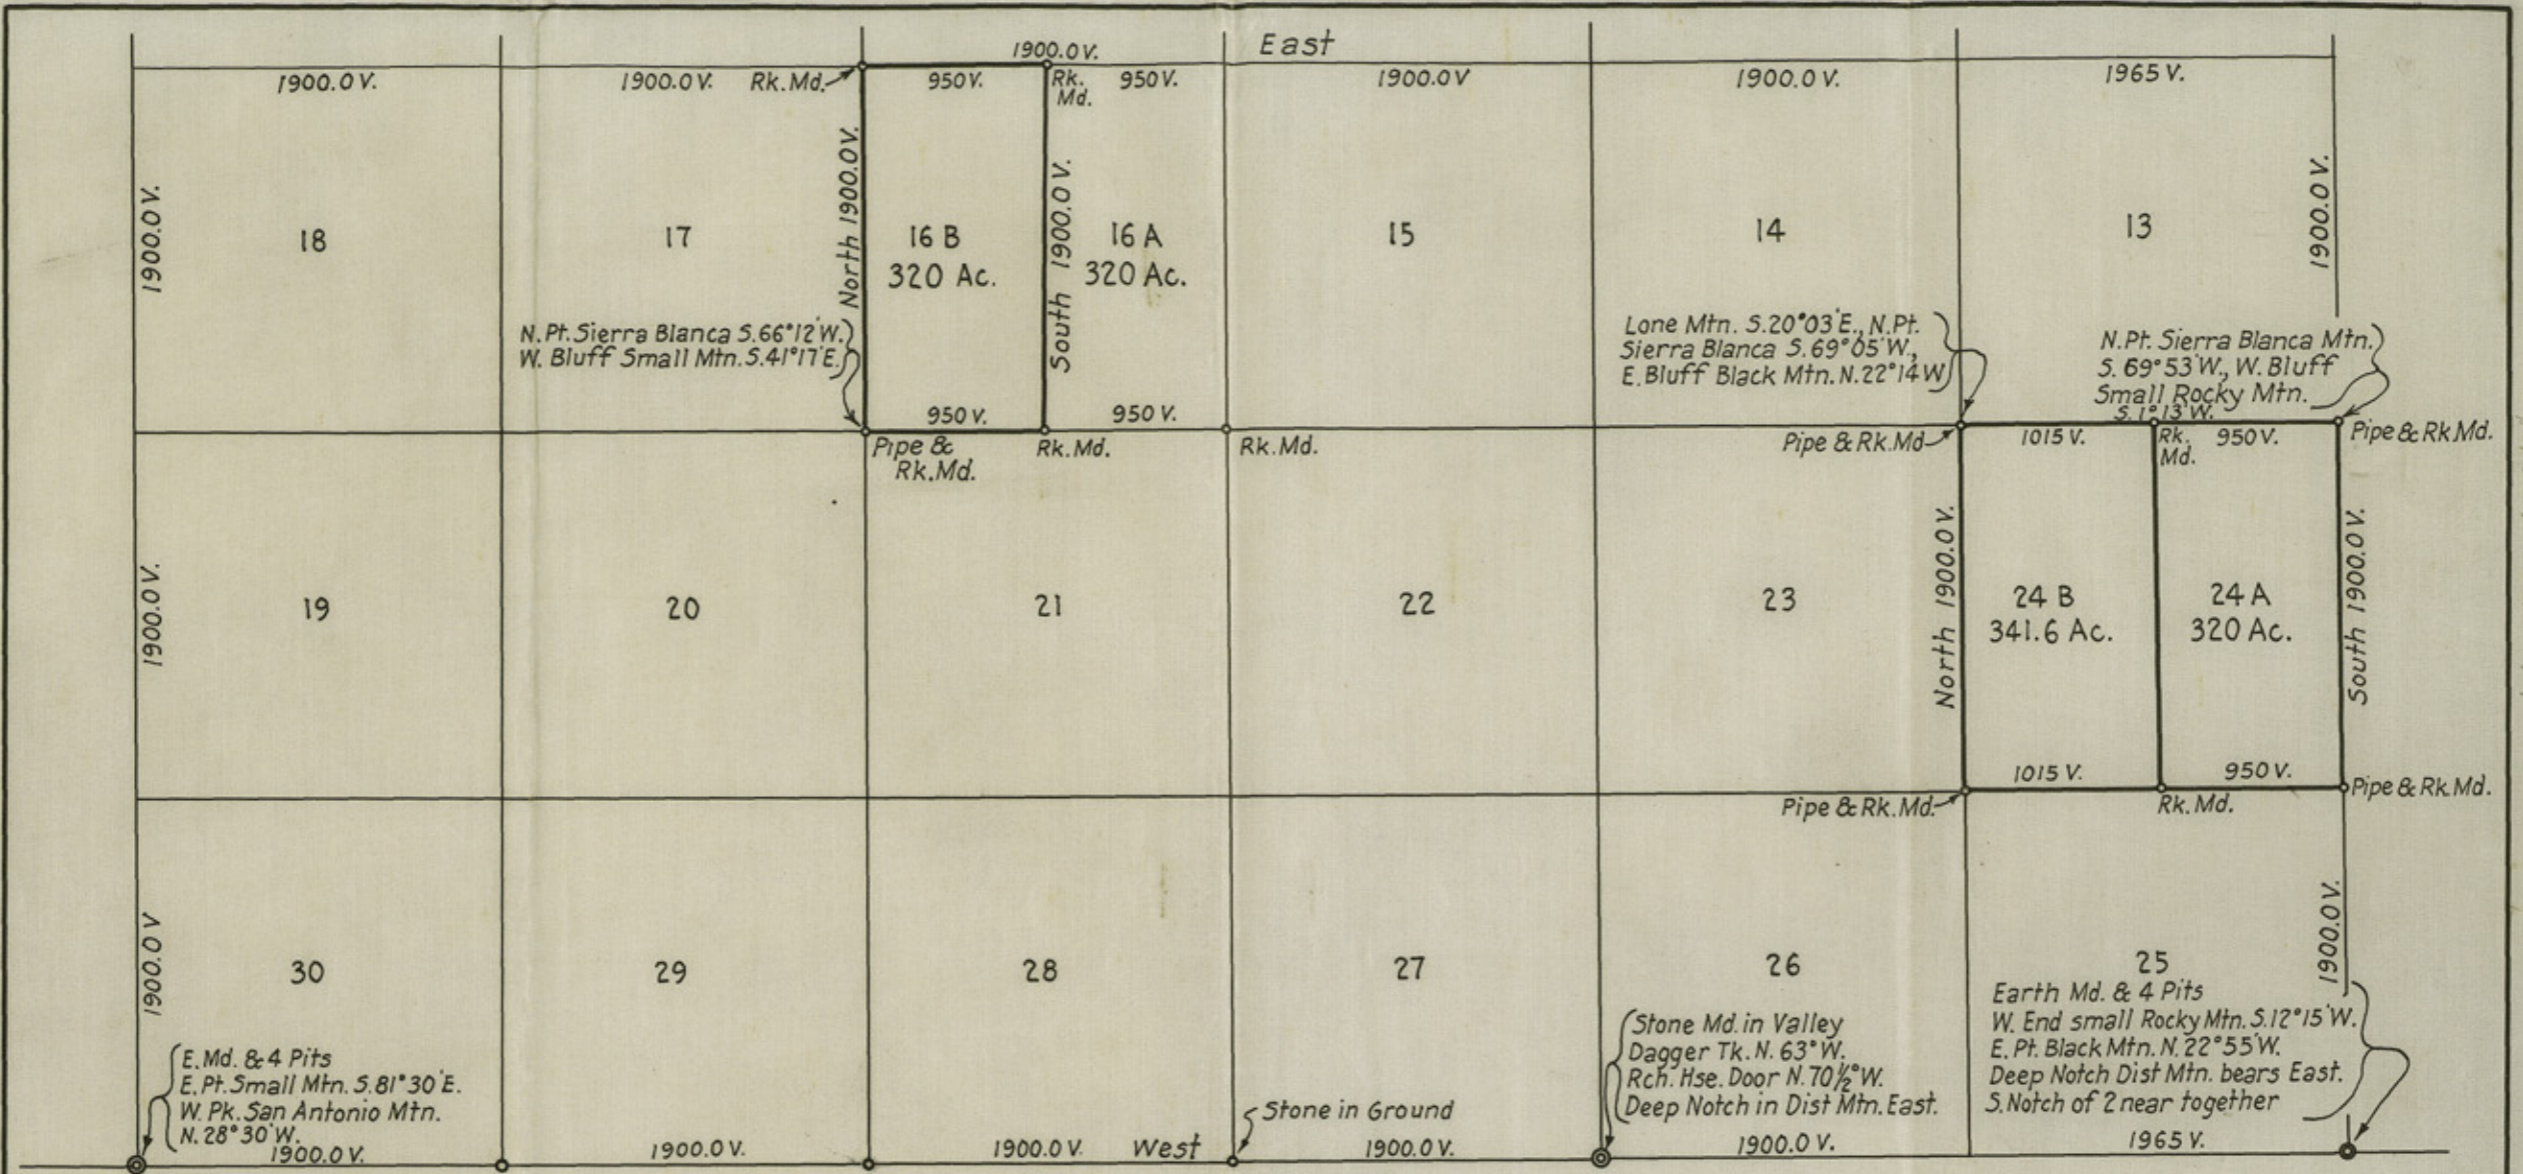 East
1900.0 V.
1900.0 V.
1900.0 V.
Rk. Md.
950 V.
Rk.
Md.
950 V.
1900.0 V
1900.0 V.
1965 V.
1900.0 V.
18
17
North 1900.0 V.
16 B
320 Ac.
South 1900.0 V.
16 A
320 Ac.
15
14
13
1900.0 V.
N. Pt. Sierra Blanca S. 66°12' W.
W. Bluff Small Mtn. S. 41°17' E.
Lone Mtn. S. 20°03' E., N. Pt.
Sierra Blanca S. 69°05' W.,
E. Bluff Black Mtn. N. 22°14' W
N. Pt. Sierra Blanca Mtn.
S. 69°53' W., W. Bluff
Small Rocky Mtn.
S. 1°13' W.
950 V.
950 V.
Pipe &
Rk. Md.
Rk. Md.
Rk. Md.
Pipe & Rk. Md
1015 V.
Rk.
Md.
950 V.
Pipe & Rk Md.
1900.0 V.
19
20
21
22
23
North 1900.0 V.
24 B
341.6 Ac.
24 A
320 Ac.
South 1900.0 V.
1015 V.
950 V.
Pipe & Rk. Md.
Rk. Md.
Pipe & Rk Md.
1900.0 V
30
29
28
27
26
25
1900.0 V.
E. Md. & 4 Pits
E. Pt. Small Mtn. S. 81°30' E.
W. Pk. San Antonio Mtn.
N. 28°30' W.
Stone in Ground
Stone Md. in Valley
Dagger Tk. N. 63° W.
Rch. Hse. Door N. 70½° W.
Deep Notch in Dist Mtn. East.
Earth Md. & 4 Pits
W. End small Rocky Mtn. S. 12°15' W.
E. Pt. Black Mtn. N. 22°55' W.
Deep Notch Dist Mtn. bears East.
S. Notch of 2 near together
1900.0 V.
1900.0 V.
1900.0 V.
West
1900.0 V.
1900.0 V.
1965 V.